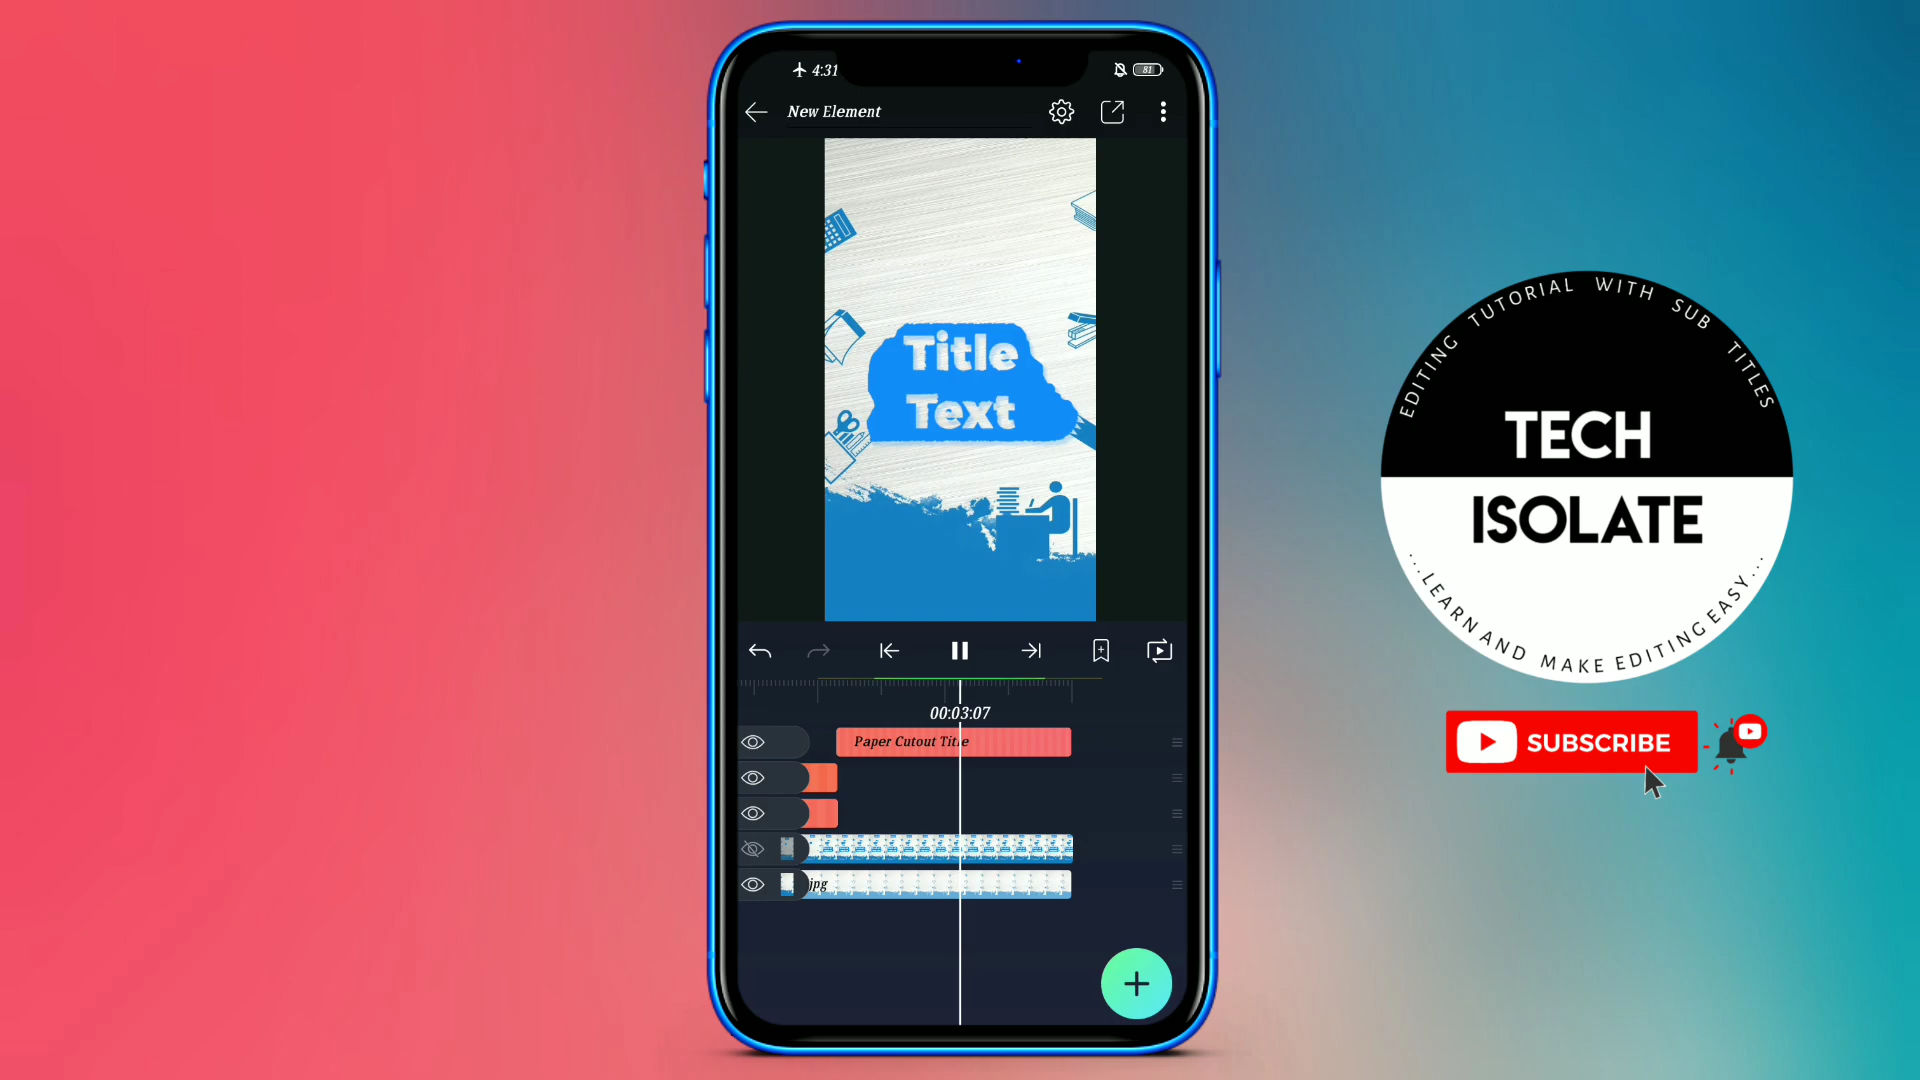 4:31
81
New Element
Title
Text
00:03:07
Paper Cutout Title
jpg
EDITING TUTORIAL WITH SUB TITLES
TECH
ISOLATE
...LEARN AND MAKE EDITING EASY...
SUBSCRIBE